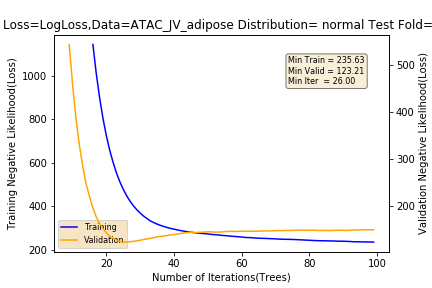 Loss=LogLoss,Data=ATAC_JV_adipose Distribution= normal Test Fold=
Training Negative Likelihood(Loss)
1000
800
600
400
200
Min Train = 235.63
Min Valid = 123.21
Min Iter = 26.00
Training
Validation
500
400
300
200
Validation Negative Likelihood(Loss)
20 40 60 80 100
Number of Iterations(Trees)